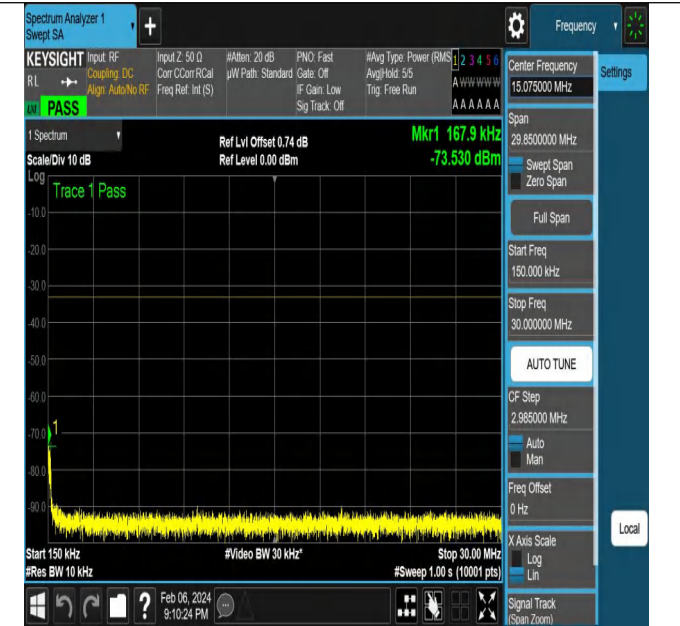 Spectrum Analyzer 1
Swept SA
Frequency
KEYSIGHT
RL
PASS
Input: RF
Coupling: DC
Align: Auto/No RF
Input Z: 50 Ω
Corr CCorr RCal
Freq Ref: Int (S)
#Atten: 20 dB
µW Path: Standard
PNO: Fast
Gate: Off
IF Gain: Low
Sig Track: Off
#Avg Type: Power (RMS
Avg|Hold: 5/5
Trig: Free Run
1 2 3 4 5 6
A W W W W W
A A A A A A
1 Spectrum
Scale/Div 10 dB
Log
Ref Lvl Offset 0.74 dB
Ref Level 0.00 dBm
Mkr1 167.9 kHz
-73.530 dBm
Trace 1 Pass
-10.0
-20.0
-30.0
-40.0
-50.0
-60.0
-70.0
1
-80.0
-90.0
Start 150 kHz
#Res BW 10 kHz
#Video BW 30 kHz*
Stop 30.00 MHz
#Sweep 1.00 s (10001 pts)
Feb 06, 2024
9:10:24 PM
Center Frequency
15.075000 MHz
Span
29.8500000 MHz
Swept Span
Zero Span
Full Span
Start Freq
150.000 kHz
Stop Freq
30.000000 MHz
AUTO TUNE
CF Step
2.985000 MHz
Auto
Man
Freq Offset
0 Hz
X Axis Scale
Log
Lin
Signal Track
(Span Zoom)
Settings
Local